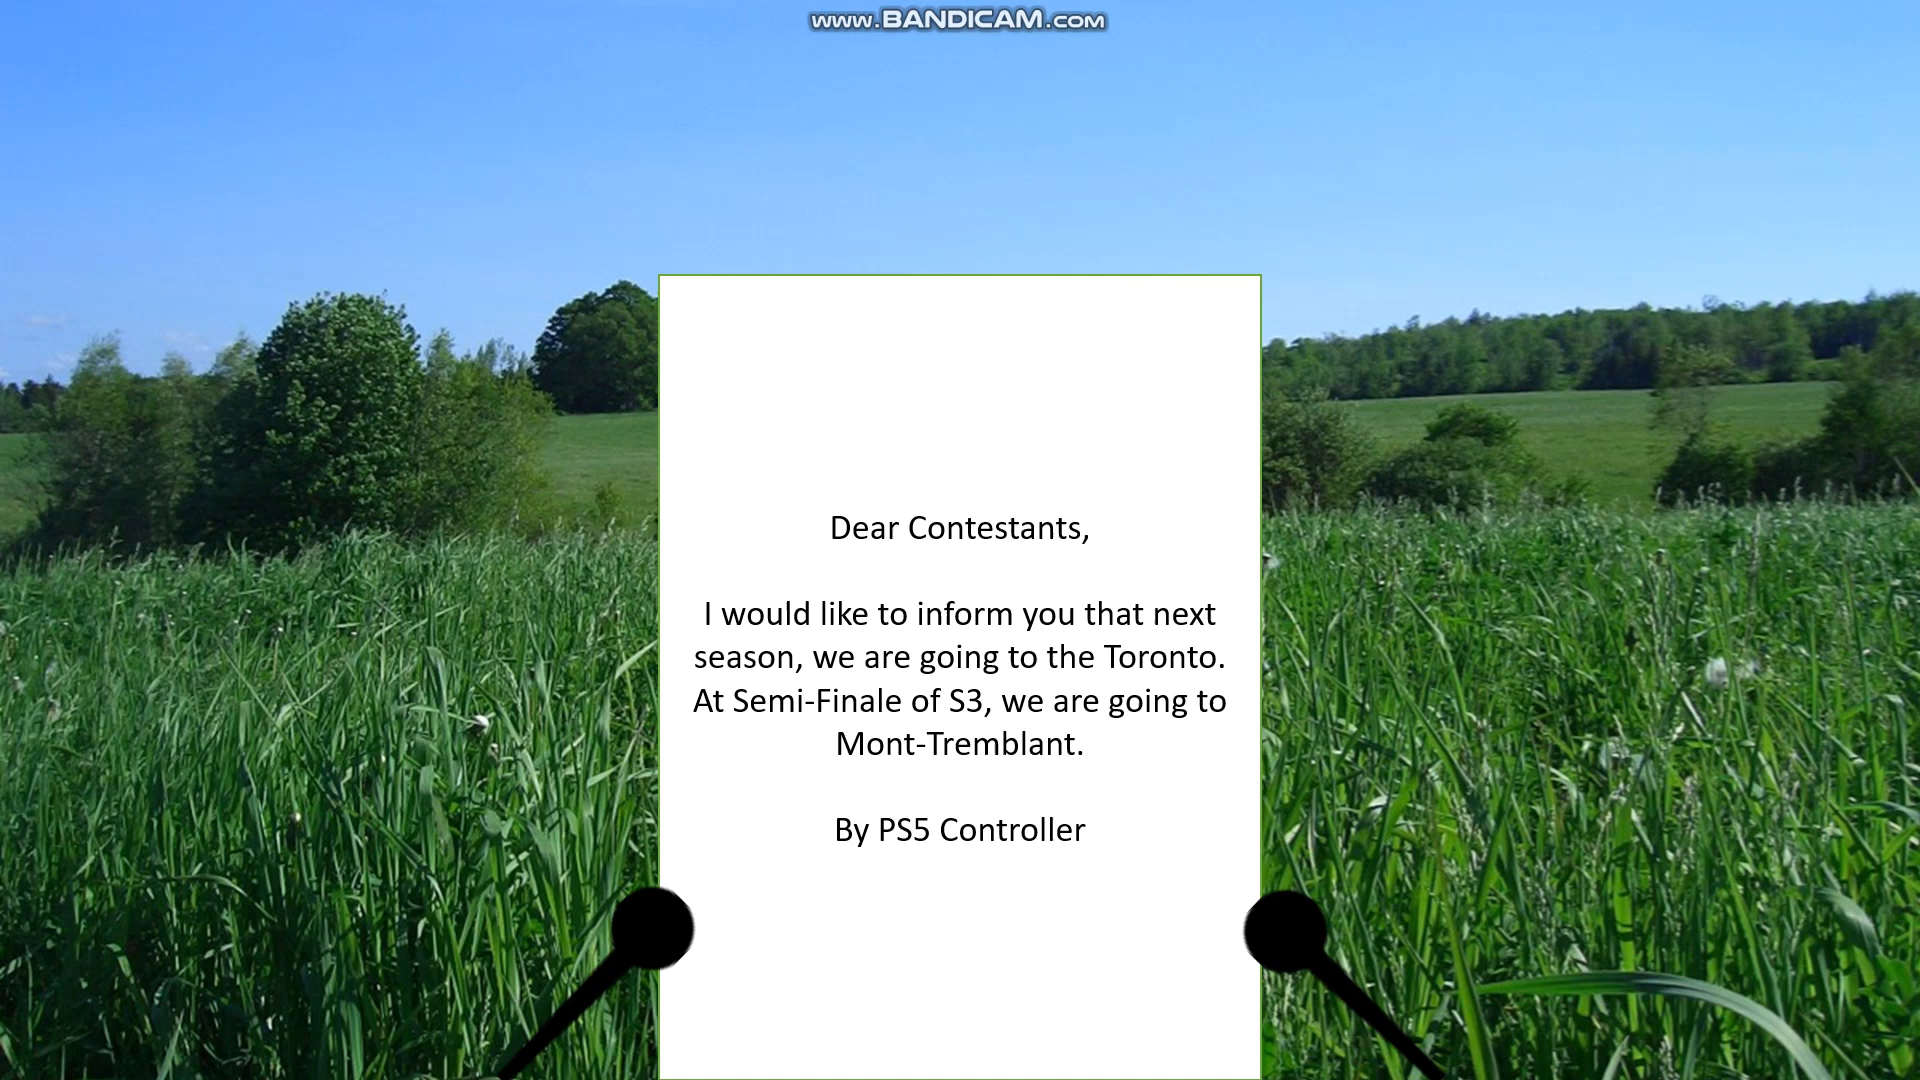 www.BANDICAM.com
Dear Contestants,
I would like to inform you that next
season, we are going to the Toronto.
At Semi-Finale of S3, we are going to
Mont-Tremblant.
By PS5 Controller